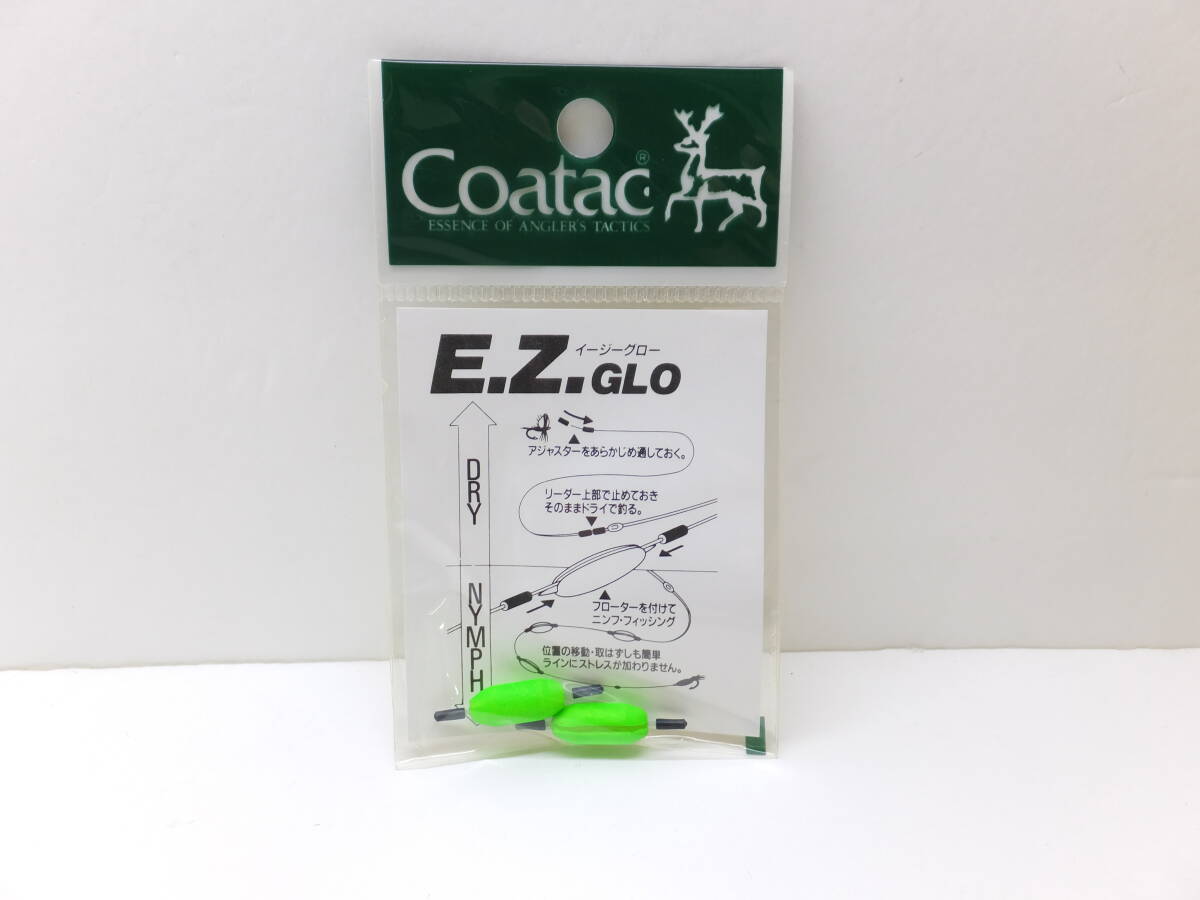 Coatac®
ESSENCE OF ANGLER'S TACTICS
イージーグロー
E.Z. GLO
アジャスターをあらかじめ通しておく。
DRY
リーダー上部で止めておき
そのままドライで釣る。
NYMPH
フローターを付けて
ニンフ・フィッシング
位置の移動・取はずしも簡単
ラインにストレスが加わりません。